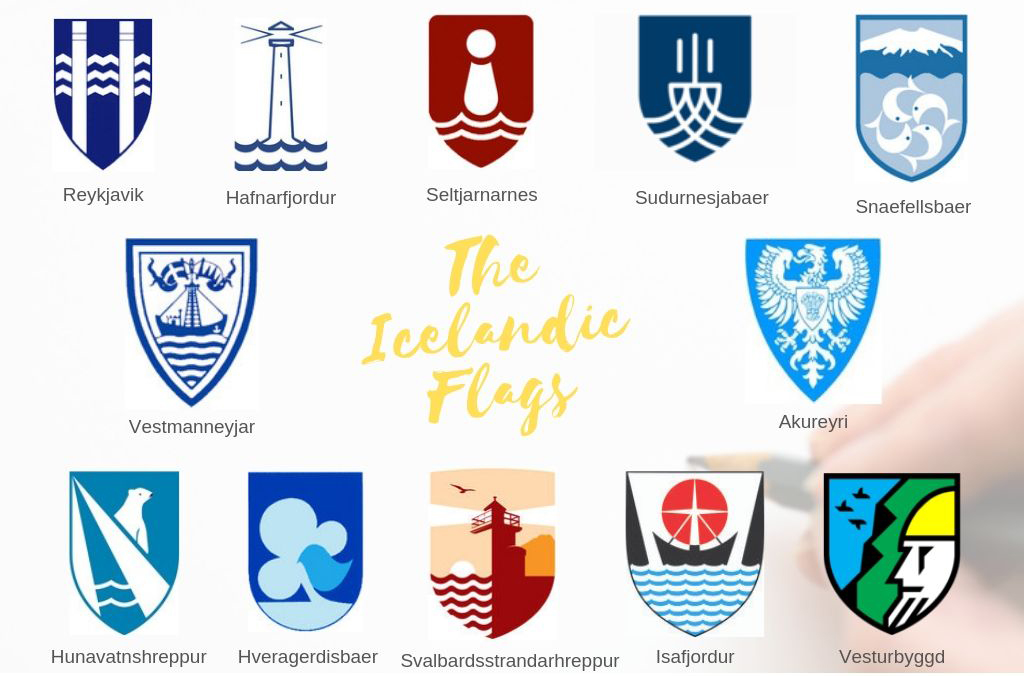 Reykjavik
Hafnarfjordur
Seltjarnarnes
Sudurnesjabaer
Snaefellsbaer
The
Icelandic
Flags
Vestmanneyjar
Akureyri
Hunavatnshreppur
Hveragerdisbaer
Svalbardsstrandarhreppur
Isafjordur
Vesturbyggd